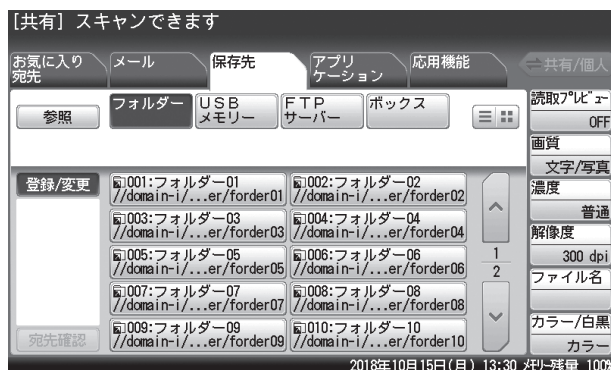 [共有] スキャンできます
お気に入り
宛先
メール
保存先
アプリ
ケーション
応用機能
共有/個人
参照
フォルダー
USB
メモリー
FTP
サーバー
ボックス
読取プレビュー
OFF
画質
文字/写真
濃度
普通
解像度
300 dpi
ファイル名
カラー/白黒
カラー
登録/変更
001:フォルダー01
//domain-i/...er/forder01
002:フォルダー02
//domain-i/...er/forder02
003:フォルダー03
//domain-i/...er/forder03
004:フォルダー04
//domain-i/...er/forder04
005:フォルダー05
//domain-i/...er/forder05
006:フォルダー06
//domain-i/...er/forder06
007:フォルダー07
//domain-i/...er/forder07
008:フォルダー08
//domain-i/...er/forder08
009:フォルダー09
//domain-i/...er/forder09
010:フォルダー10
//domain-i/...er/forder10
1
2
宛先確認
2018年10月15日(月) 13:30 メモリー残量 100%